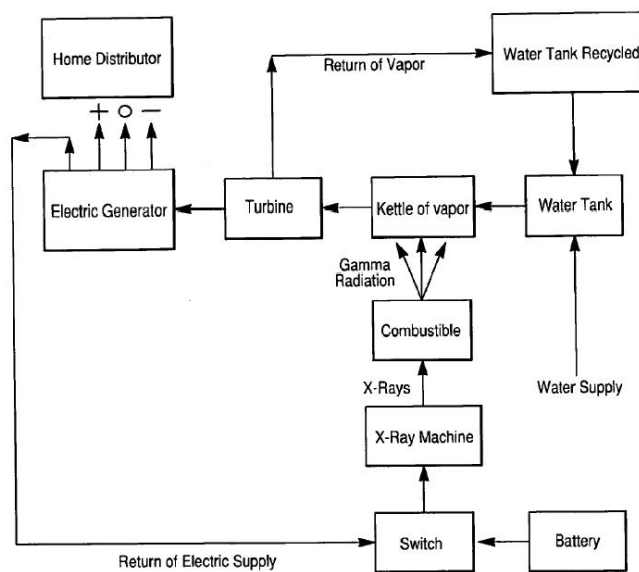 Home Distributor
Return of Vapor
Water Tank Recycled
+ O −
Electric Generator
Turbine
Kettle of vapor
Water Tank
Gamma
Radiation
Combustible
X-Rays
Water Supply
X-Ray Machine
Switch
Battery
Return of Electric Supply